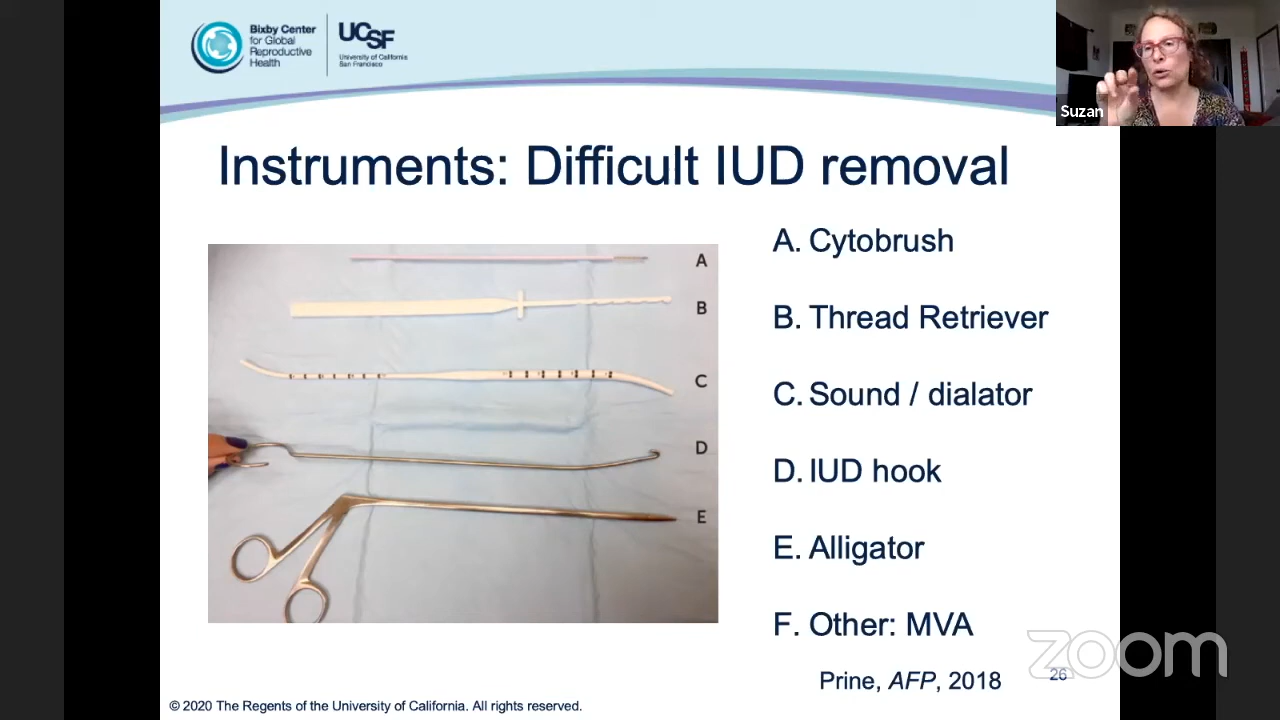 Bixby Center
for Global
Reproductive
Health
UCSF
University of California
San Francisco
Suzan
Instruments: Difficult IUD removal
A
B
C
D
E
A. Cytobrush
B. Thread Retriever
C. Sound / dialator
D. IUD hook
E. Alligator
F. Other: MVA
Prine, AFP, 2018
26
zoom
© 2020 The Regents of the University of California. All rights reserved.